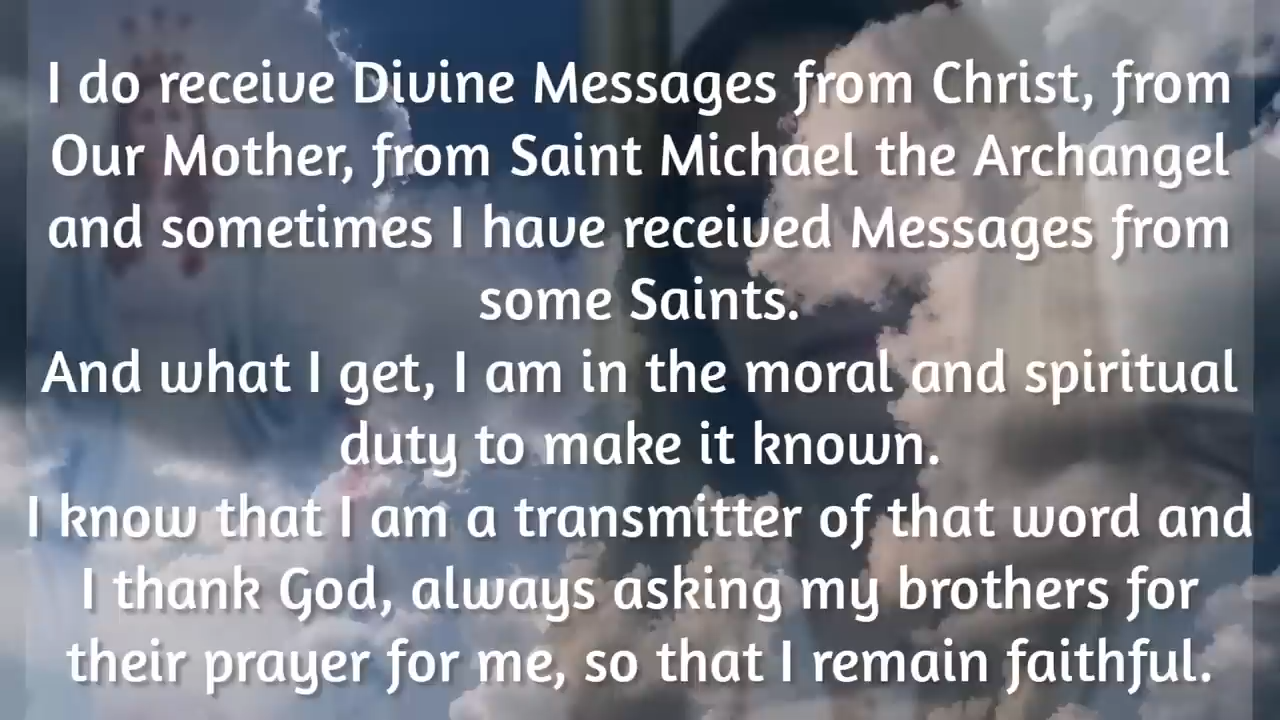 I do receive Divine Messages from Christ, from
Our Mother, from Saint Michael the Archangel
and sometimes I have received Messages from
some Saints.
And what I get, I am in the moral and spiritual
duty to make it known.
I know that I am a transmitter of that word and
I thank God, always asking my brothers for
their prayer for me, so that I remain faithful.